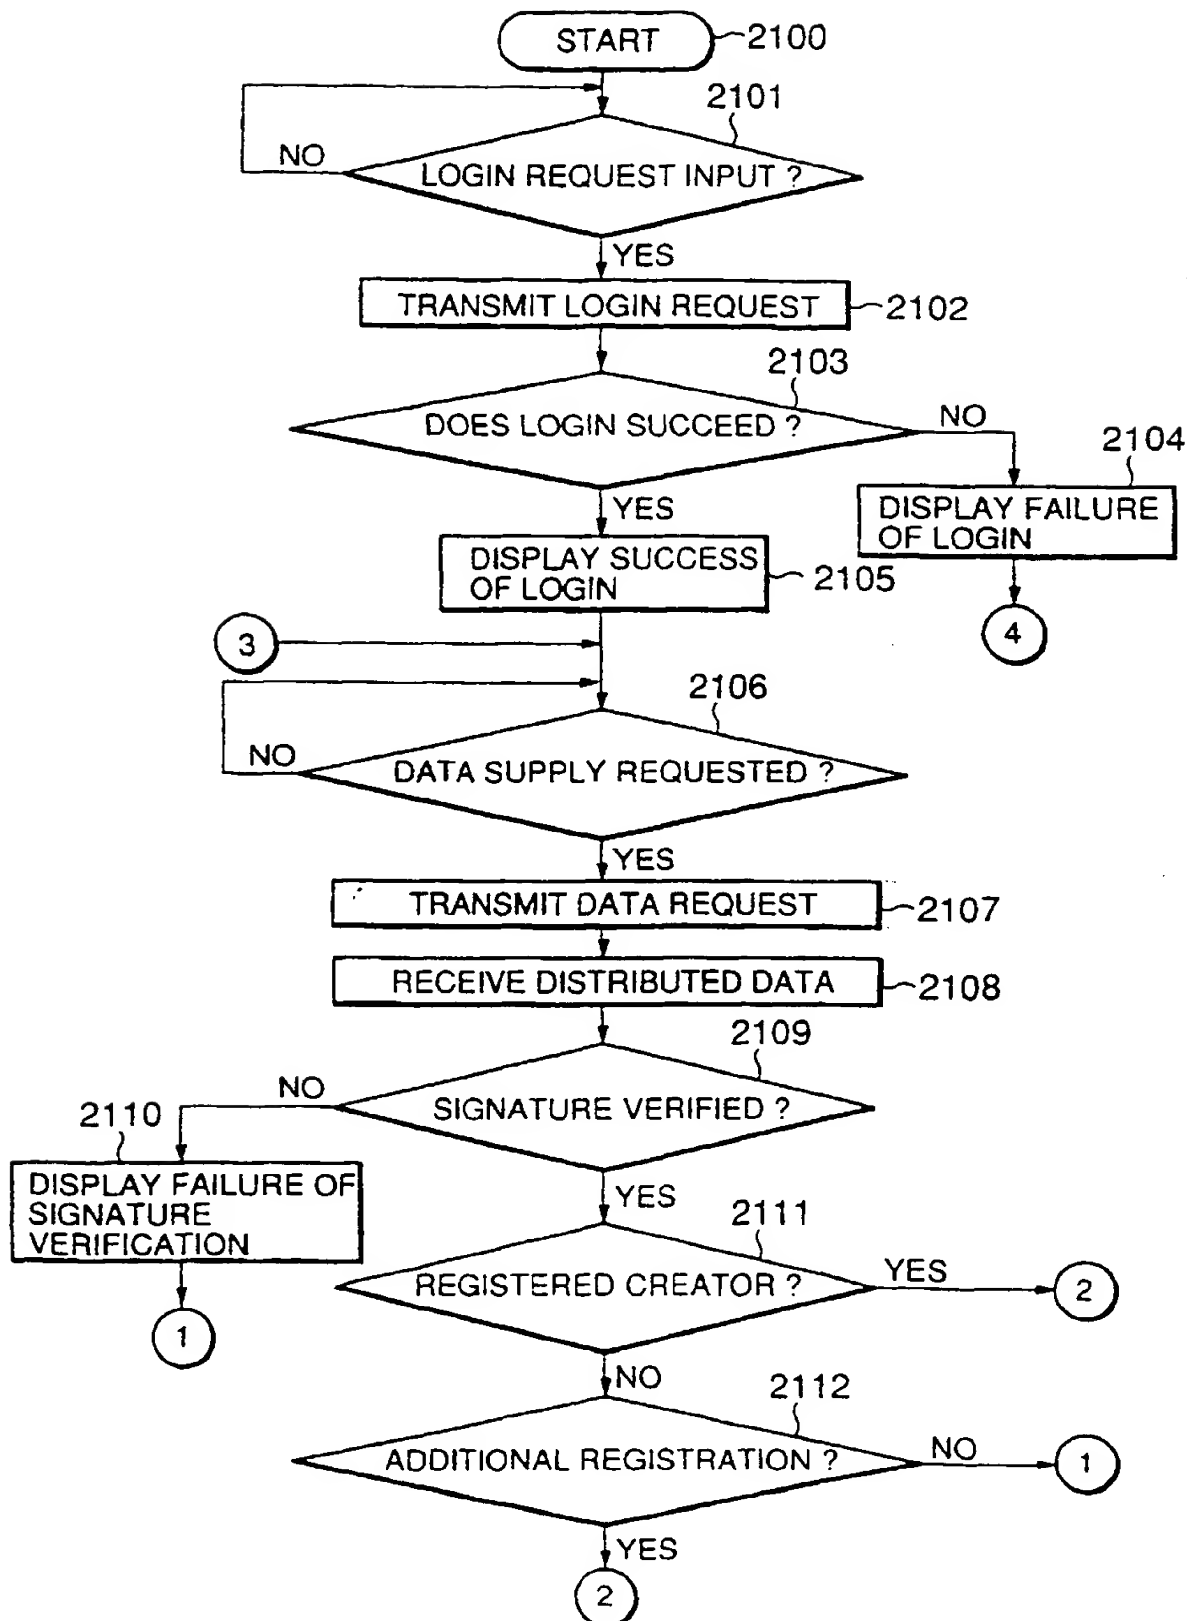 START
2100
2101
NO
LOGIN REQUEST INPUT ?
YES
TRANSMIT LOGIN REQUEST
2102
2103
DOES LOGIN SUCCEED ?
NO
2104
YES
DISPLAY FAILURE
OF LOGIN
DISPLAY SUCCESS
OF LOGIN
2105
3
4
2106
NO
DATA SUPPLY REQUESTED ?
YES
TRANSMIT DATA REQUEST
2107
RECEIVE DISTRIBUTED DATA
2108
2109
NO
SIGNATURE VERIFIED ?
2110
DISPLAY FAILURE OF
SIGNATURE
VERIFICATION
YES
2111
REGISTERED CREATOR ?
YES
2
1
NO
2112
ADDITIONAL REGISTRATION ?
NO
1
YES
2